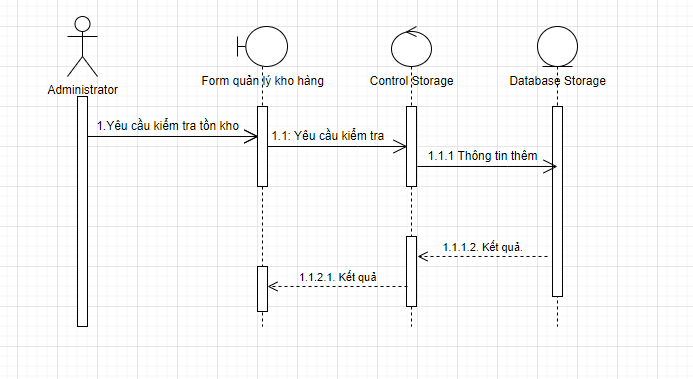 Administrator
Form quản lý kho hàng
Control Storage
Database Storage
1.Yêu cầu kiểm tra tồn kho
1.1: Yêu cầu kiểm tra
1.1.1 Thông tin thêm
1.1.1.2. Kết quả.
1.1.2.1. Kết quả